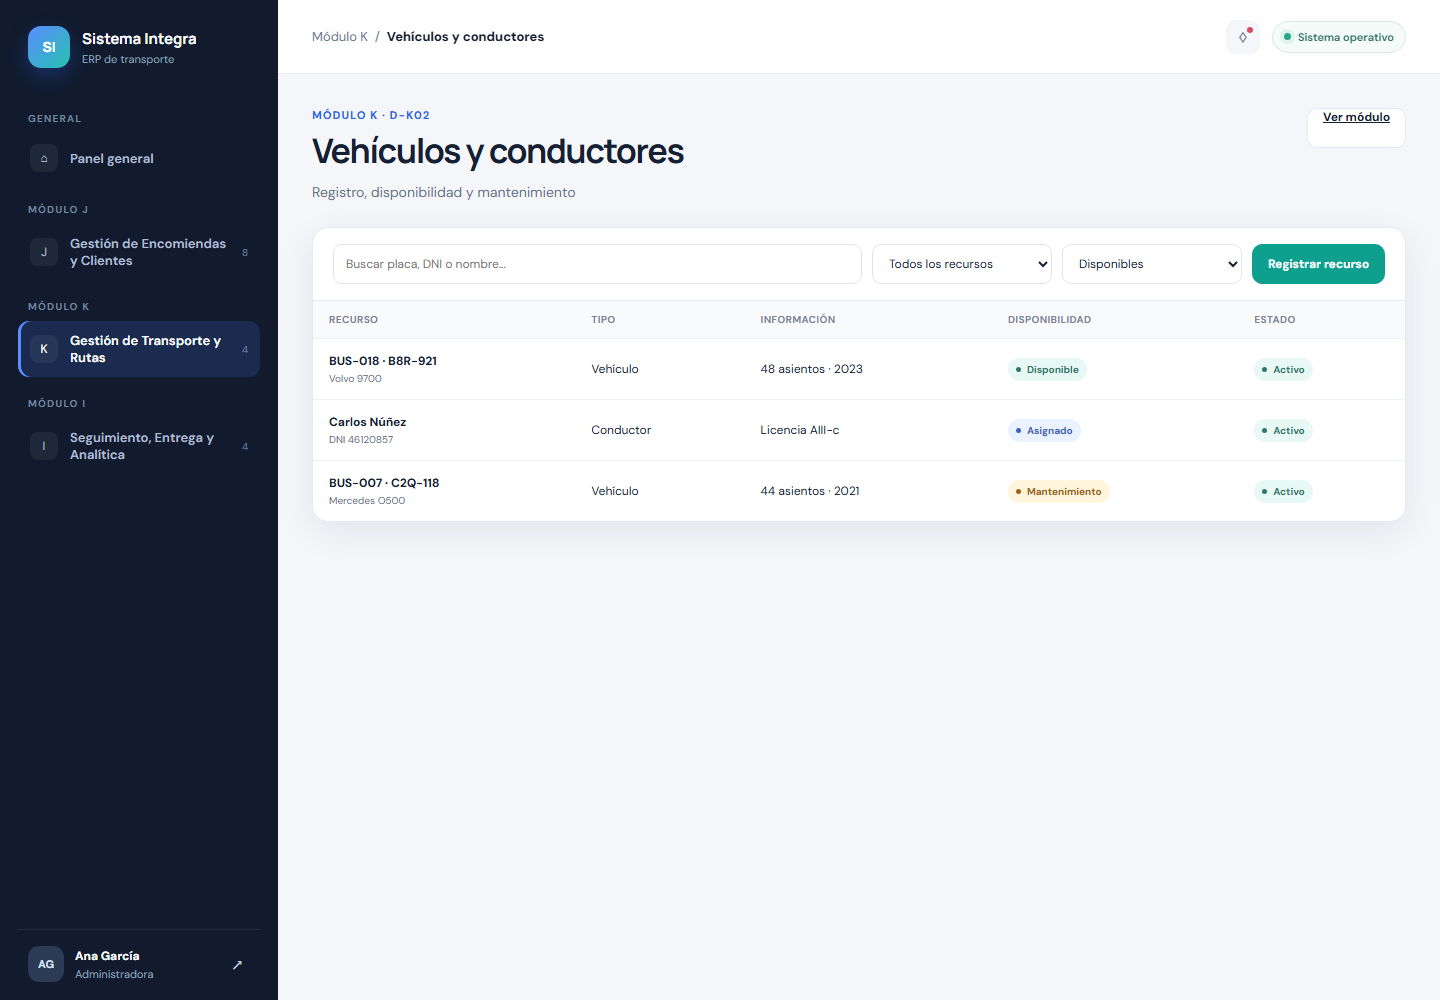 SI
Sistema Integra
ERP de transporte
GENERAL
Panel general
MÓDULO J
J
Gestión de Encomiendas y Clientes
8
MÓDULO K
K
Gestión de Transporte y Rutas
4
MÓDULO I
I
Seguimiento, Entrega y Analítica
4
AG
Ana García
Administradora
Módulo K / Vehículos y conductores
Sistema operativo
MÓDULO K · D-K02
Vehículos y conductores
Registro, disponibilidad y mantenimiento
Ver módulo
Buscar placa, DNI o nombre...
Todos los recursos
Disponibles
Registrar recurso
RECURSO TIPO INFORMACIÓN DISPONIBILIDAD ESTADO
BUS-018 · B8R-921
Volvo 9700
Vehículo
48 asientos · 2023
Disponible
Activo
Carlos Núñez
DNI 46120857
Conductor
Licencia AIII-c
Asignado
Activo
BUS-007 · C2Q-118
Mercedes O500
Vehículo
44 asientos · 2021
Mantenimiento
Activo